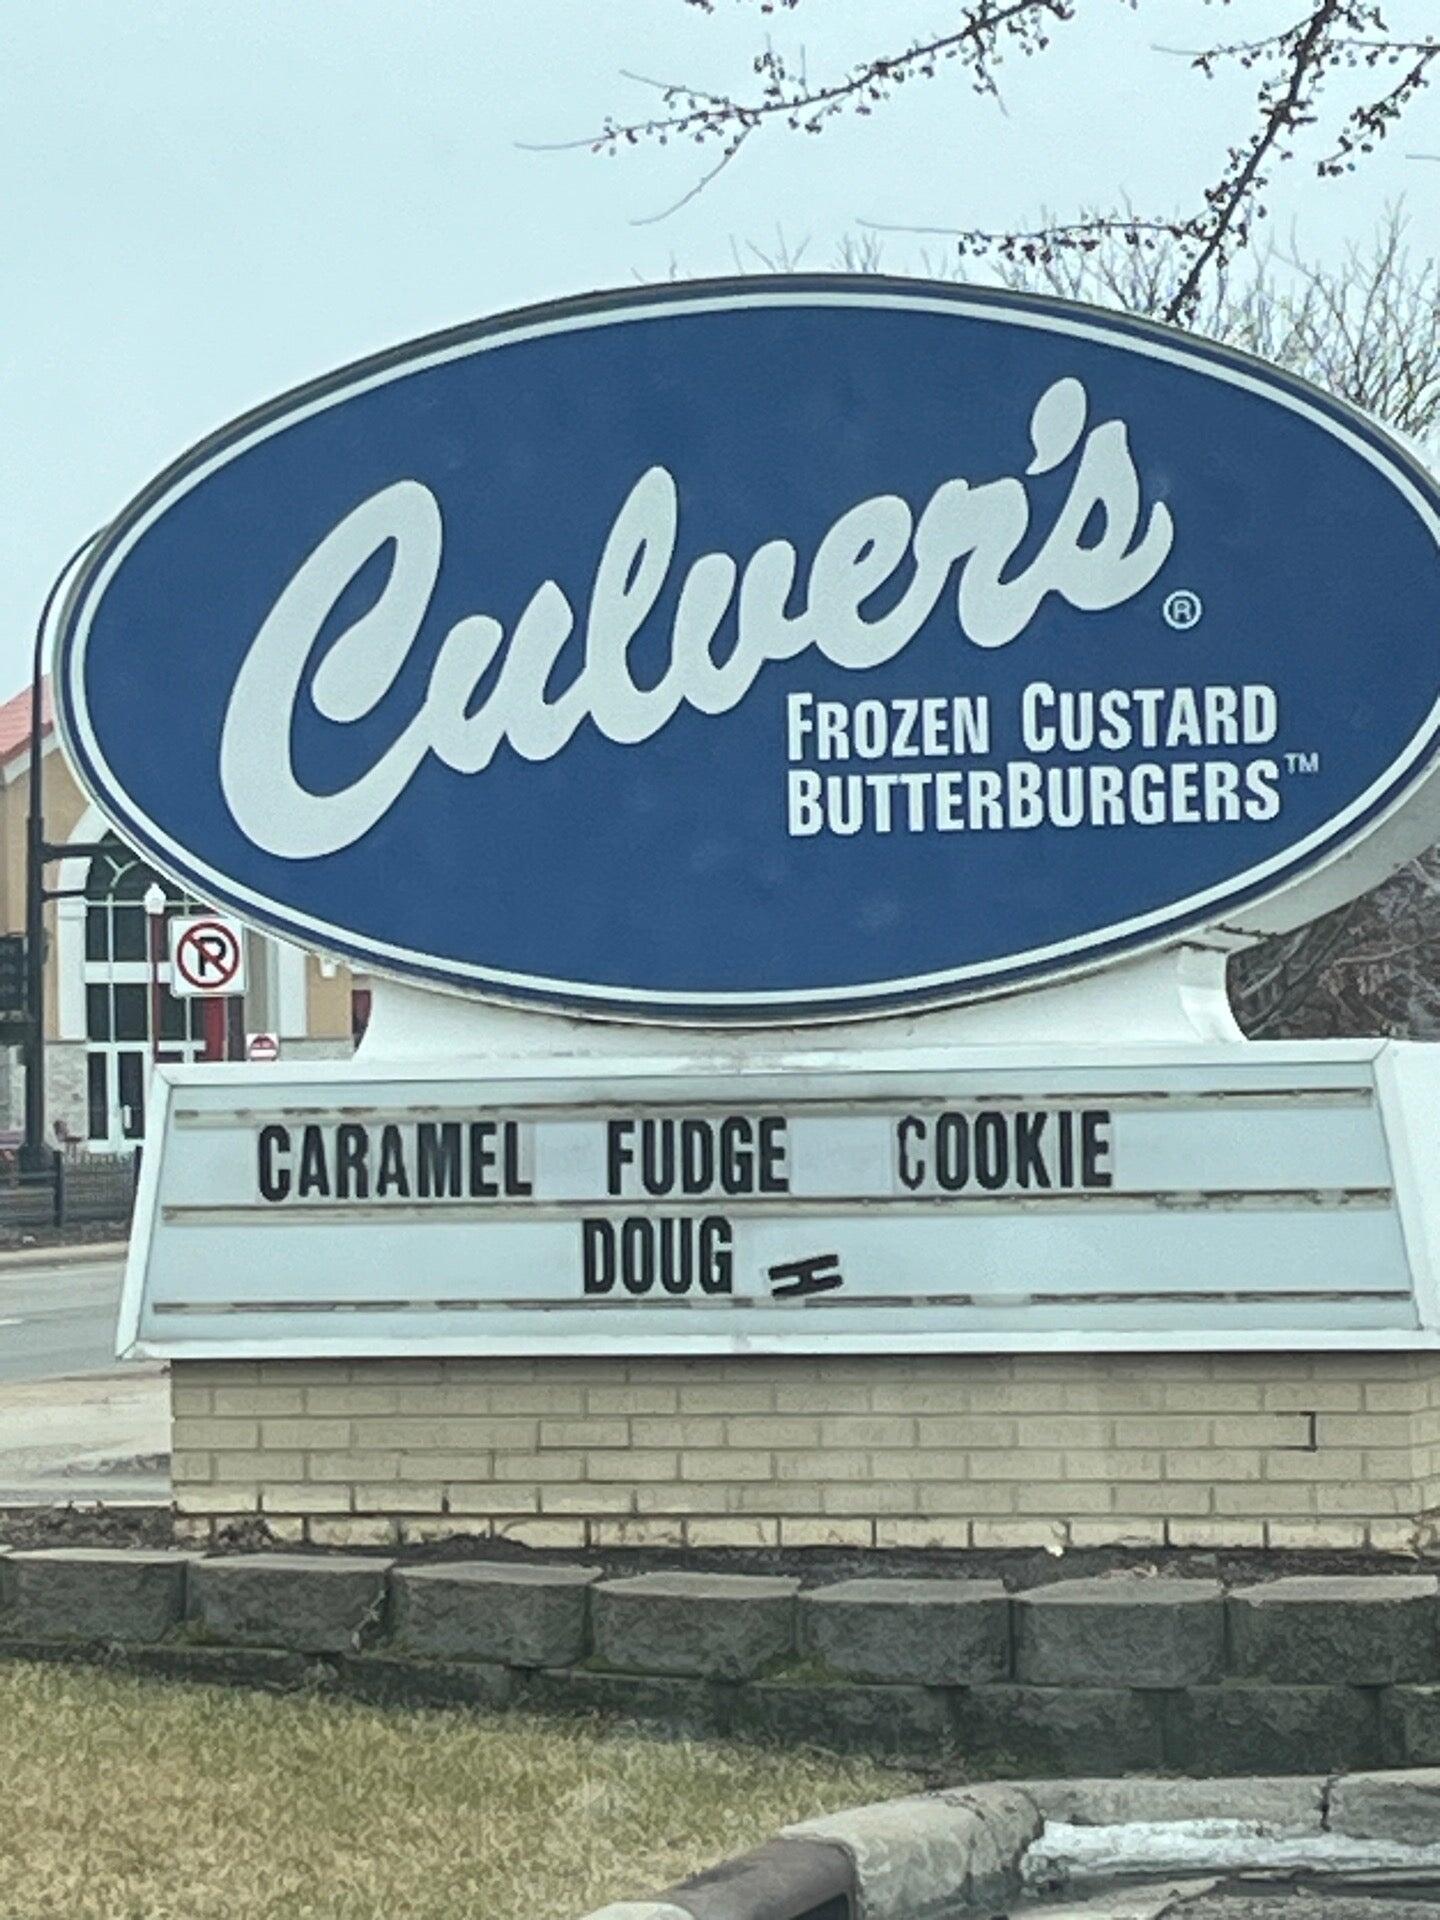 Culver's®
FROZEN CUSTARD
BUTTERBURGERS™
P
CARAMEL FUDGE COOKIE
DOUG H